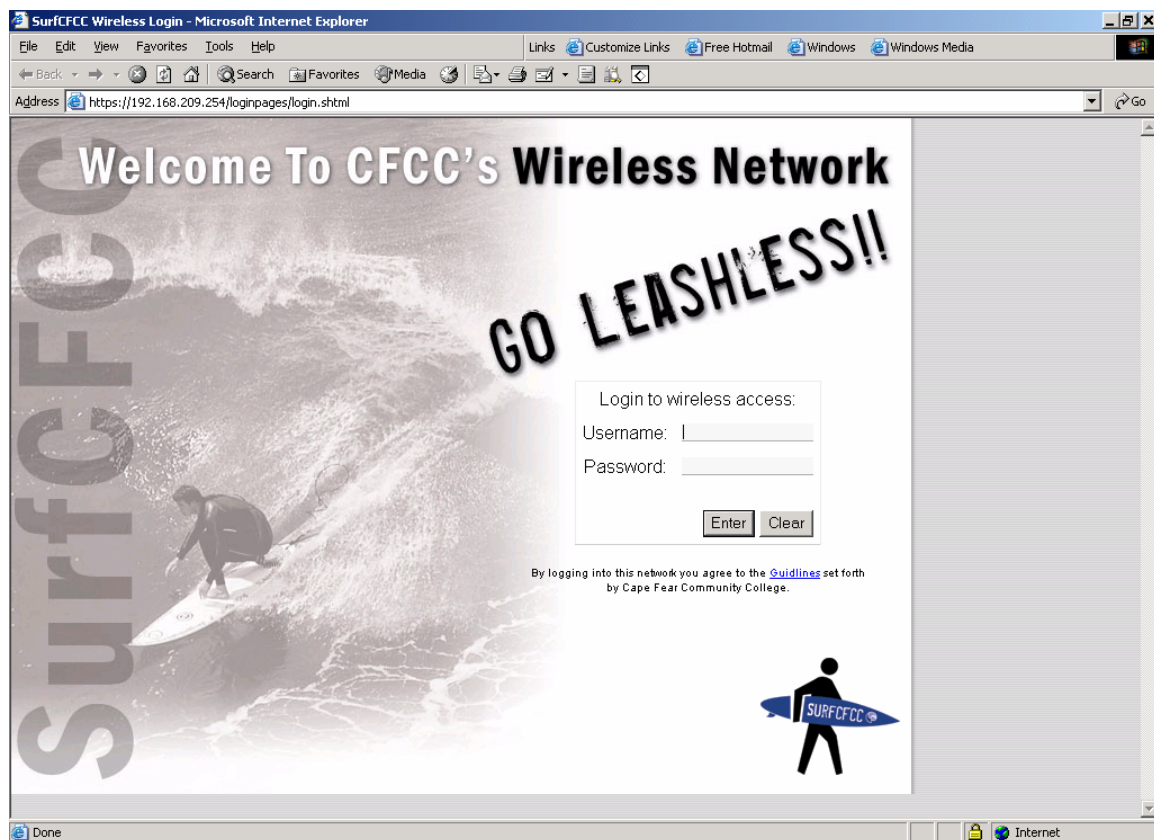 SurfCFCC Wireless Login - Microsoft Internet Explorer
File Edit View Favorites Tools Help Links Customize Links Free Hotmail Windows Windows Media
Back Search Favorites Media
Address https://192.168.209.254/loginpages/login.shtml Go
SurfCFCC
Welcome To CFCC's Wireless Network
GO LEASHLESS!!
Login to wireless access:
Username:
Password:
Enter Clear
By logging into this network you agree to the Guidlines set forth
by Cape Fear Community College.
SURFCFCC
Done Internet